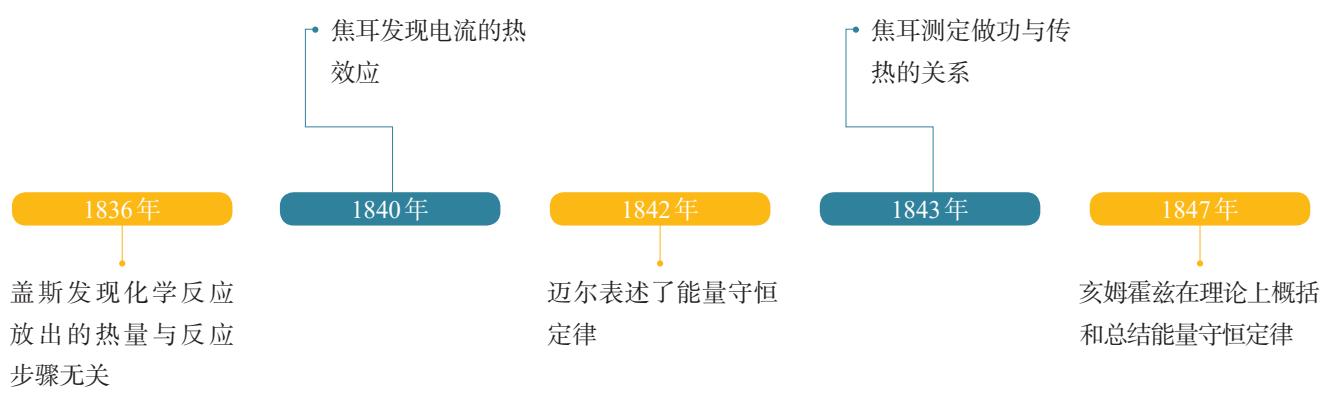 焦耳发现电流的热
效应
焦耳测定做功与传
热的关系
1836年
1840年
1842年
1843年
1847年
盖斯发现化学反应
放出的热量与反应
步骤无关
迈尔表述了能量守恒
定律
亥姆霍兹在理论上概括
和总结能量守恒定律